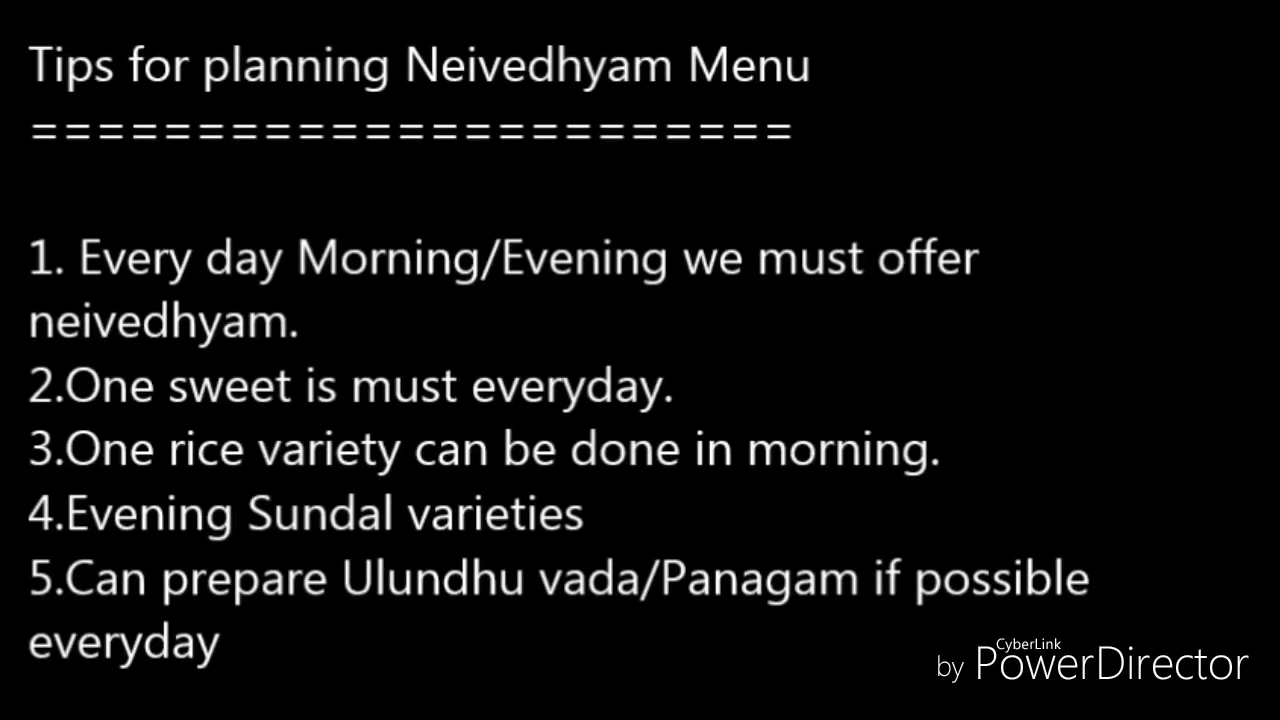 Tips for planning Neivedhyam Menu
=======================
1. Every day Morning/Evening we must offer
neivedhyam.
2.One sweet is must everyday.
3.One rice variety can be done in morning.
4.Evening Sundal varieties
5.Can prepare Ulundhu vada/Panagam if possible
everyday
CyberLink
by PowerDirector